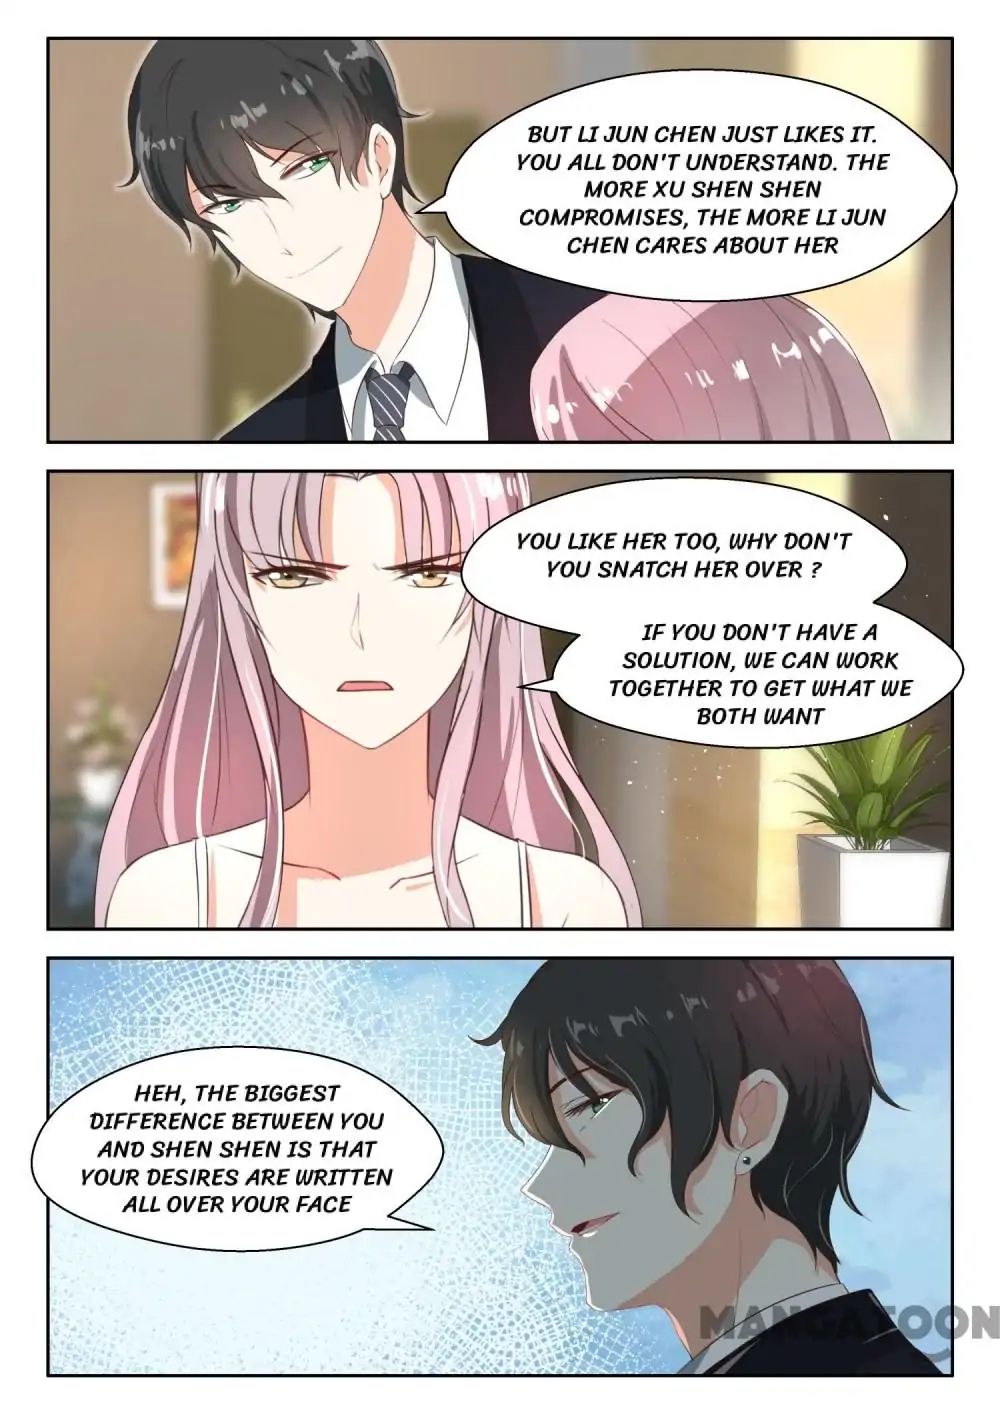 BUT LI JUN CHEN JUST LIKES IT.
YOU ALL DON'T UNDERSTAND. THE
MORE XU SHEN SHEN
COMPROMISES, THE MORE LI JUN
CHEN CARES ABOUT HER
YOU LIKE HER TOO, WHY DON'T
YOU SNATCH HER OVER ?
IF YOU DON'T HAVE A
SOLUTION, WE CAN WORK
TOGETHER TO GET WHAT WE
BOTH WANT
HEH, THE BIGGEST
DIFFERENCE BETWEEN YOU
AND SHEN SHEN IS THAT
YOUR DESIRES ARE WRITTEN
ALL OVER YOUR FACE
MANGATOON